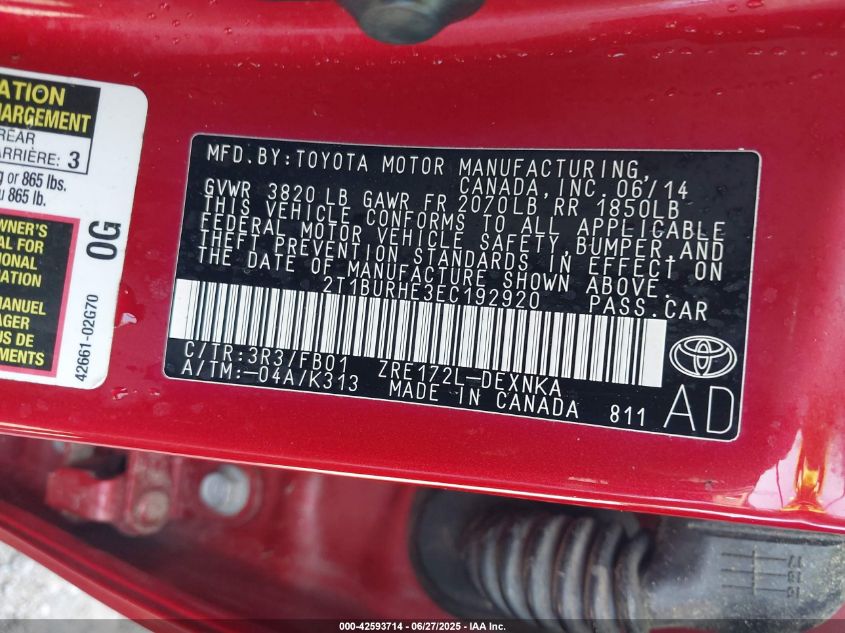 ATION
CHARGEMENT
REAR
ARRIÈRE: 3
g or 865 lbs.
u 865 lb.
OWNER'S
AL FOR
IONAL
MATION
MANUEL
AGER
US
42661-02G70
0G
MFD. BY: TOYOTA MOTOR MANUFACTURING,
CANADA, INC. 06/14
GVWR 3820 LB GAWR FR 2070LB RR 1850LB
THIS VEHICLE CONFORMS TO ALL APPLICABLE
FEDERAL MOTOR VEHICLE SAFETY, BUMPER, AND
THEFT PREVENTION STANDARDS IN EFFECT ON
THE DATE OF MANUFACTURE SHOWN ABOVE.
2T1BURHE3EC192920 PASS. CAR
C/TR: 3R3/FB01 ZRE172L-DEXNKA
A/TM:-04A/K313 MADE IN CANADA 811
AD
000-42593714 - 06/27/2025 - IAA Inc.